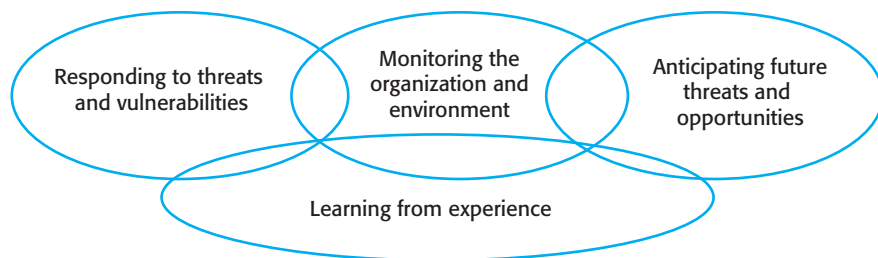 Responding to threats
and vulnerabilities
Monitoring the
organization and
environment
Anticipating future
threats and
opportunities
Learning from experience